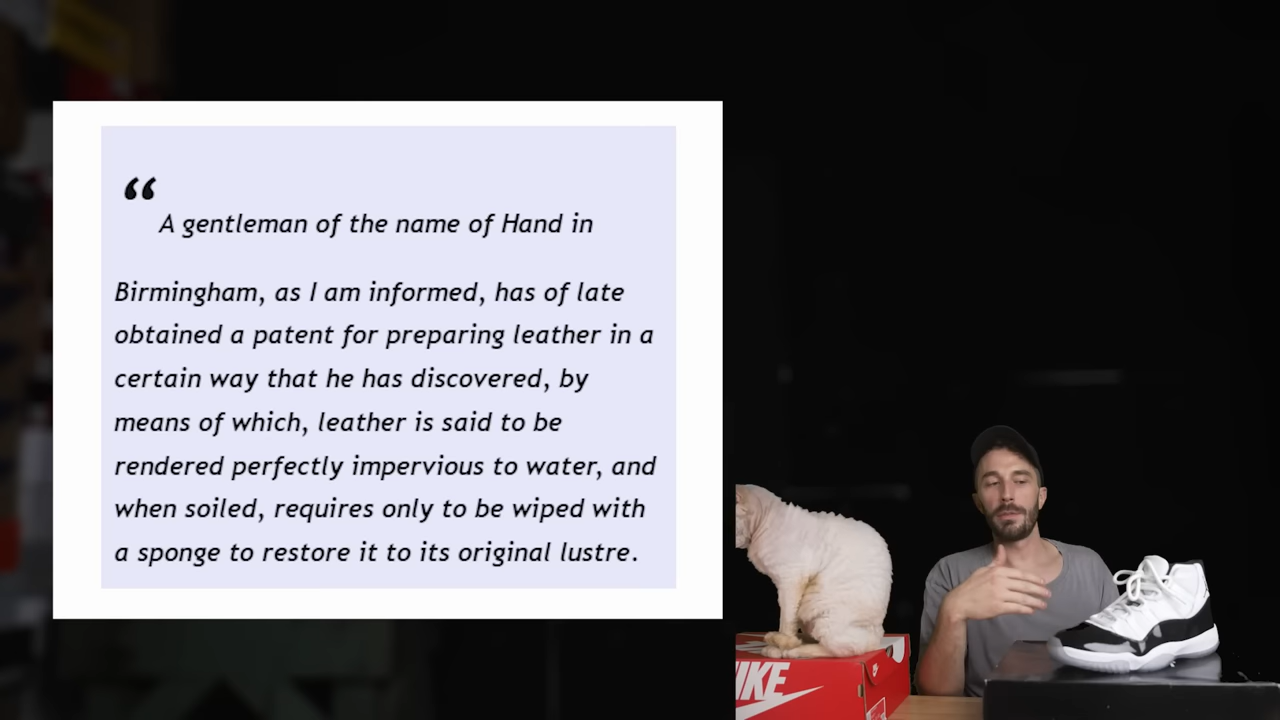 “
A gentleman of the name of Hand in
Birmingham, as I am informed, has of late
obtained a patent for preparing leather in a
certain way that he has discovered, by
means of which, leather is said to be
rendered perfectly impervious to water, and
when soiled, requires only to be wiped with
a sponge to restore it to its original lustre.
NIKE